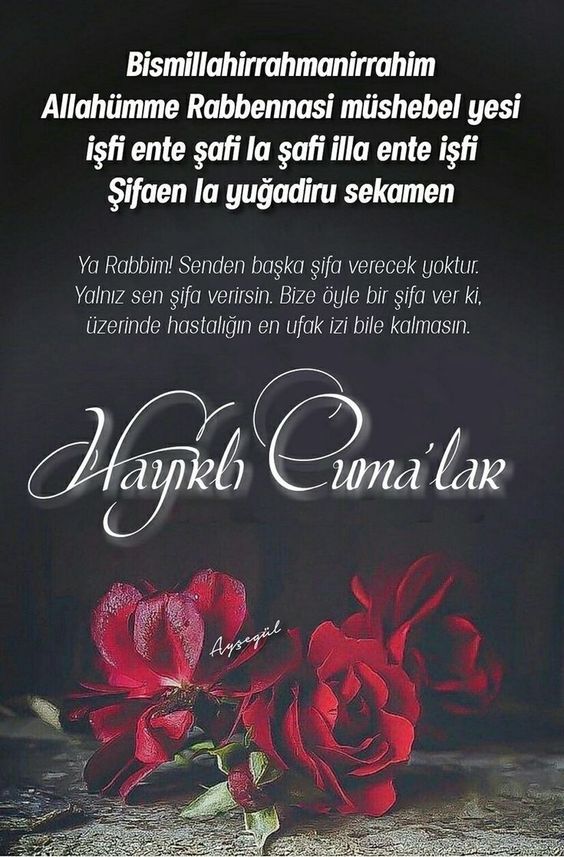 Bismillahirrahmanirrahim
Allahümme Rabbennasi müshebel yesi
işfi ente şafi la şafi illa ente işfi
Şifaen la yuğadiru sekamen
Ya Rabbim! Senden başka şifa verecek yoktur.
Yalnız sen şifa verirsin. Bize öyle bir şifa ver ki,
üzerinde hastalığın en ufak izi bile kalmasın.
Hayırlı Cuma'lar
Ayşegül